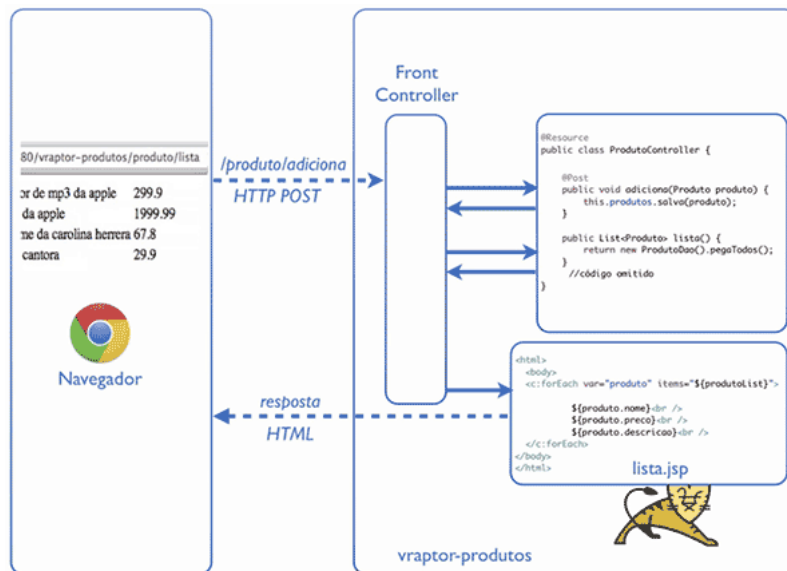 80/vraptor-produtos/produto/lista
or de mp3 da apple 299.9
da apple 1999.99
me da carolina herrera 67.8
cantora 29.9
Navegador
/produto/adiciona
HTTP POST
resposta
HTML
Front
Controller
@Resource
public class ProdutoController {
@Post
public void adiciona(Produto produto) {
this.produtos.salva(produto);
}
public List<Produto> lista() {
return new ProdutoDao().pegaTodos();
}
//código omitido
}
<html>
<body>
<c:forEach var="produto" items="${produtoList}">
${produto.nome}<br />
${produto.preco}<br />
${produto.descricao}<br />
</c:forEach>
</body>
</html>
lista.jsp
vraptor-produtos